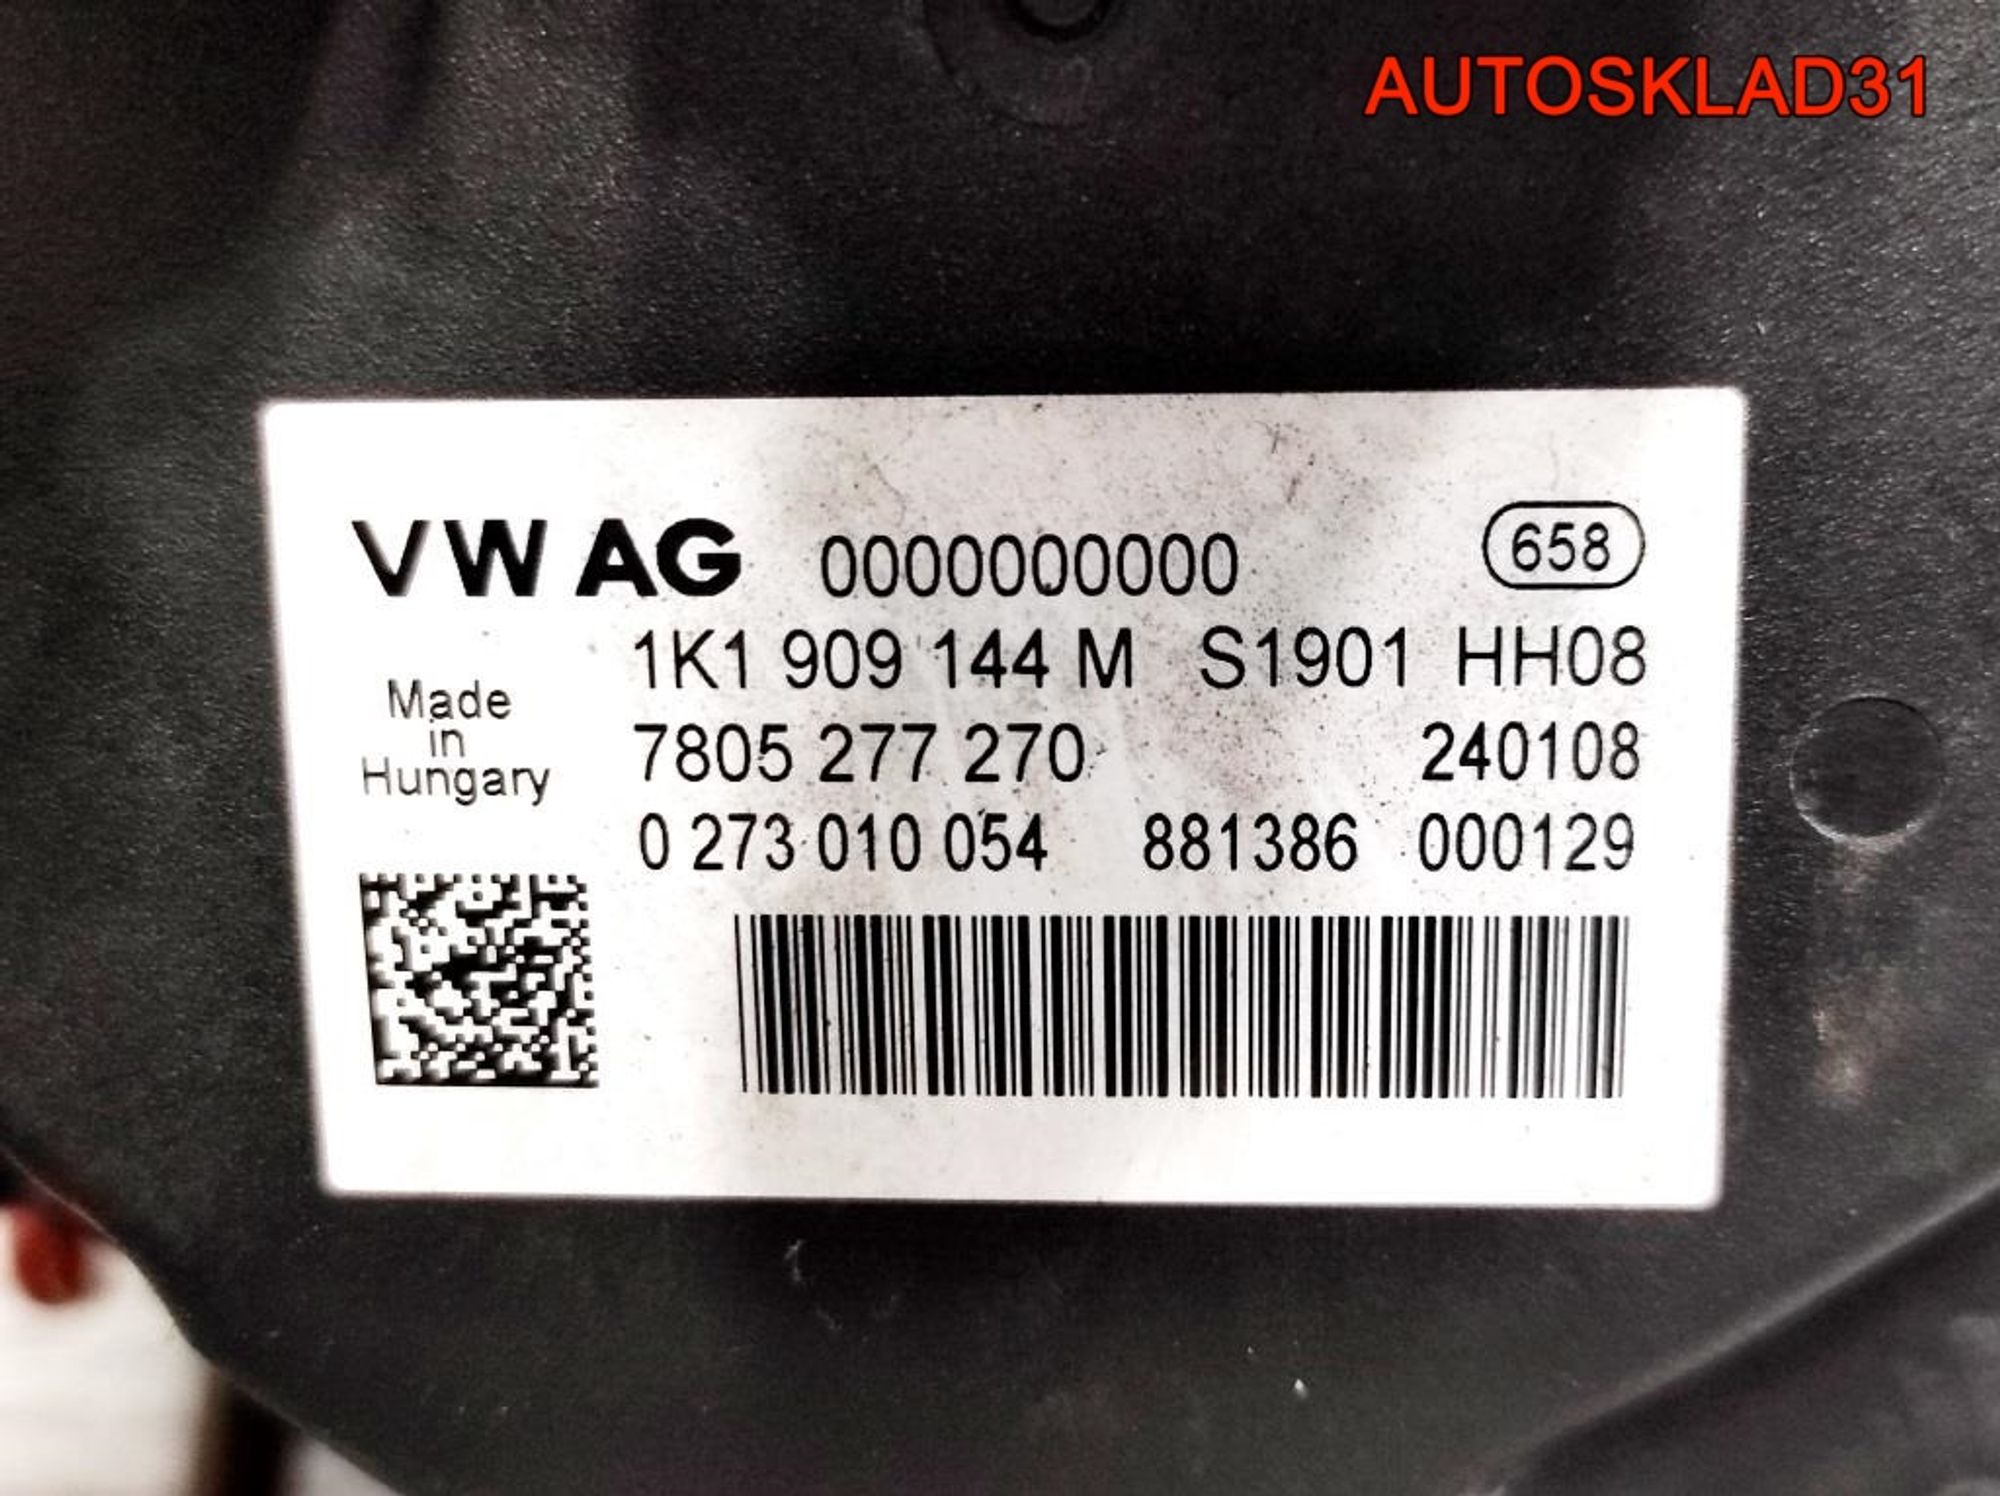 AUTOSKLAD31
VW AG 0000000000 658
1K1 909 144 M S1901 HH08
Made
in
Hungary
7805 277 270 240108
0 273 010 054 881386 000129